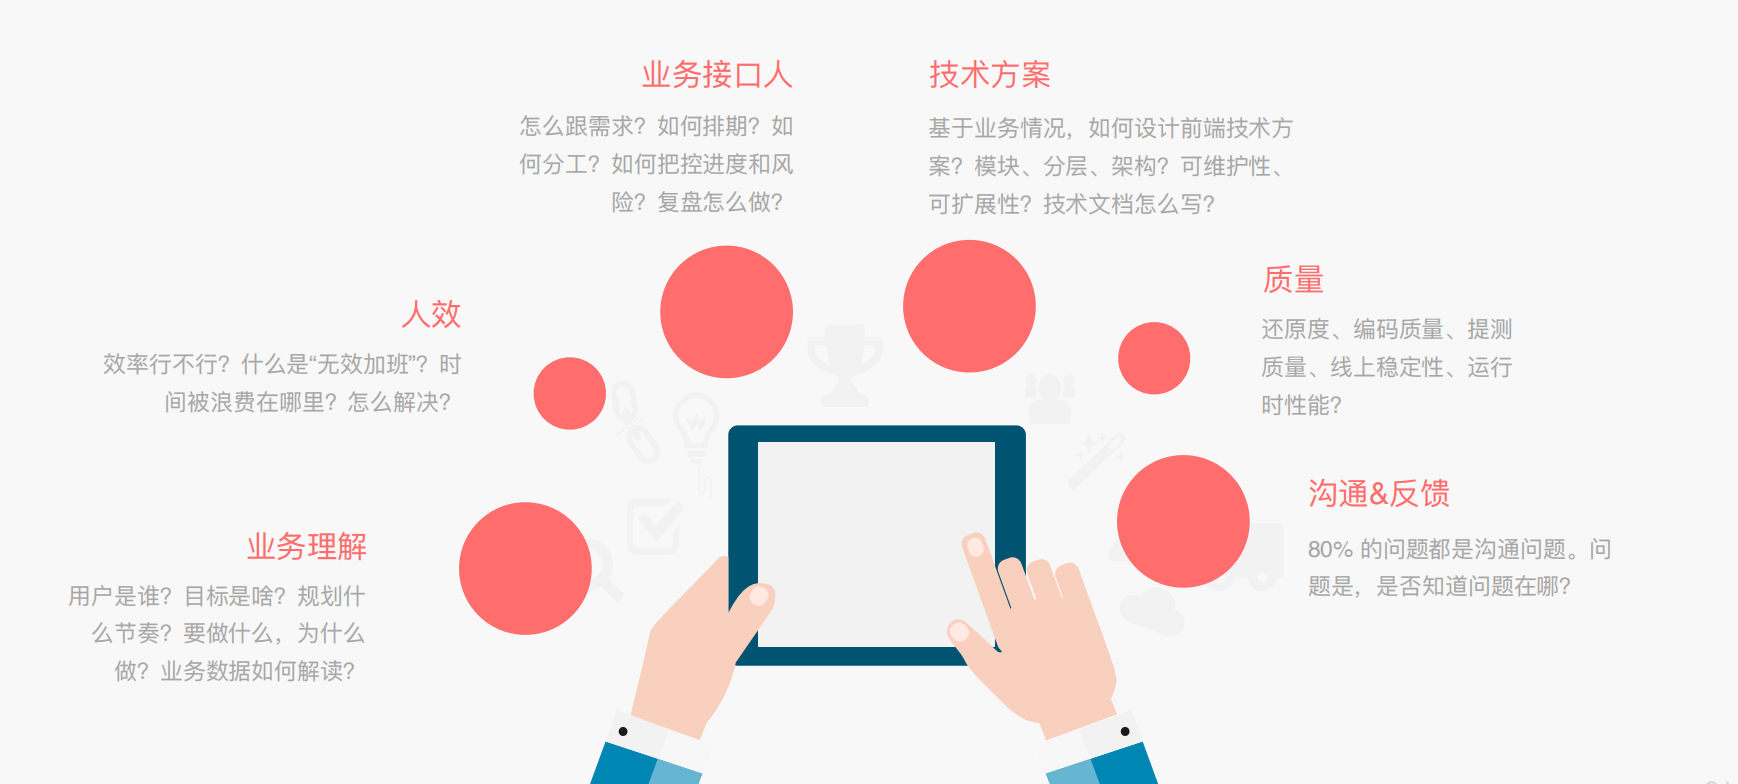 业务接口人
怎么跟需求？如何排期？如
何分工？如何把控进度和风
险？复盘怎么做？
技术方案
基于业务情况，如何设计前端技术方
案？模块、分层、架构？可维护性、
可扩展性？技术文档怎么写？
人效
效率行不行？什么是“无效加班”？时
间被浪费在哪里？怎么解决？
质量
还原度、编码质量、提测
质量、线上稳定性、运行
时性能？
业务理解
用户是谁？目标是啥？规划什
么节奏？要做什么，为什么
做？业务数据如何解读？
沟通&反馈
80% 的问题都是沟通问题。问
题是，是否知道问题在哪？